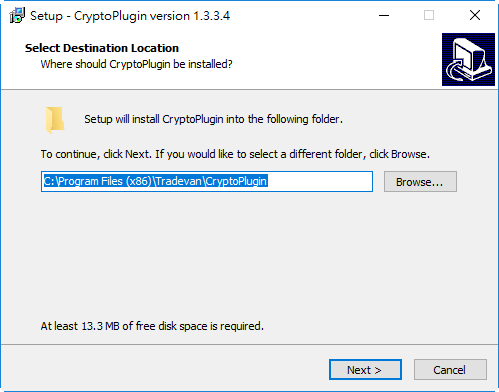 Setup - CryptoPlugin version 1.3.3.4
Select Destination Location
Where should CryptoPlugin be installed?
Setup will install CryptoPlugin into the following folder.
To continue, click Next. If you would like to select a different folder, click Browse.
C:\Program Files (x86)\Tradevan\CryptoPlugin
Browse...
At least 13.3 MB of free disk space is required.
Next >
Cancel